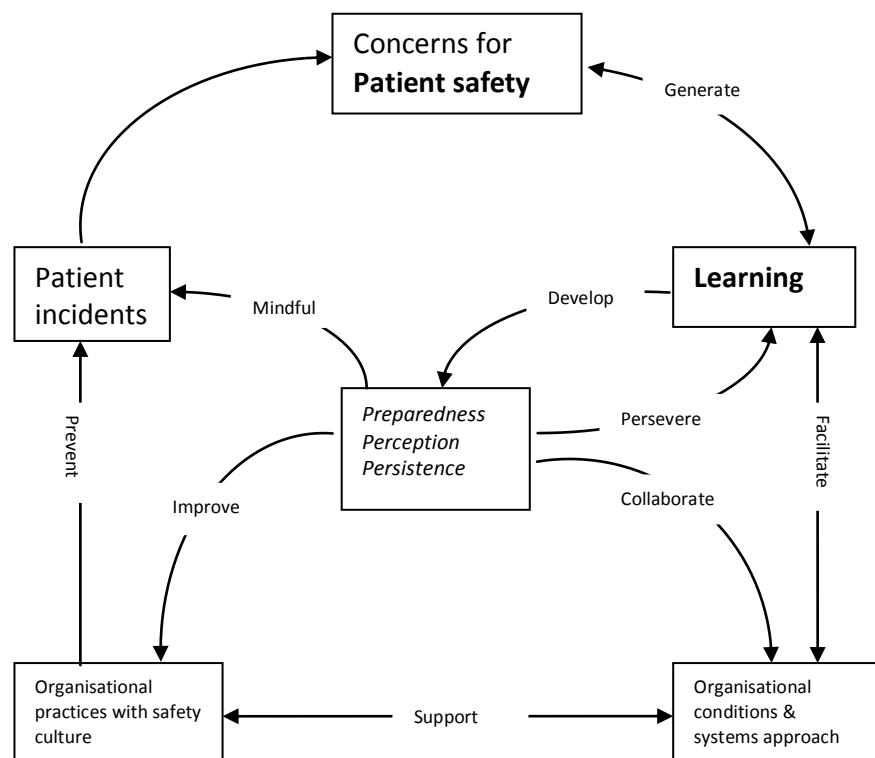 Concerns for
Patient safety
Generate
Patient
incidents
Mindful
Develop
Learning
Preparedness
Perception
Persistence
Persevere
Collaborate
Facilitate
Prevent
Improve
Organisational
practices with safety
culture
Support
Organisational
conditions &
systems approach